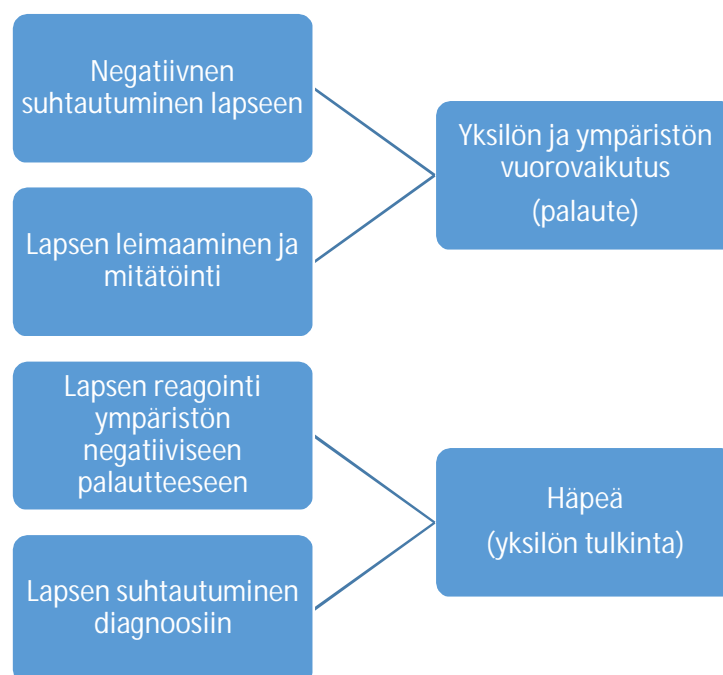 Negatiivnen
suhtautuminen lapseen
Yksilön ja ympäristön
vuorovaikutus
(palaute)
Lapsen leimaaminen ja
mitätöinti
Lapsen reagointi
ympäristön
negatiiviseen
palautteeseen
Häpeä
(yksilön tulkinta)
Lapsen suhtautuminen
diagnoosiin